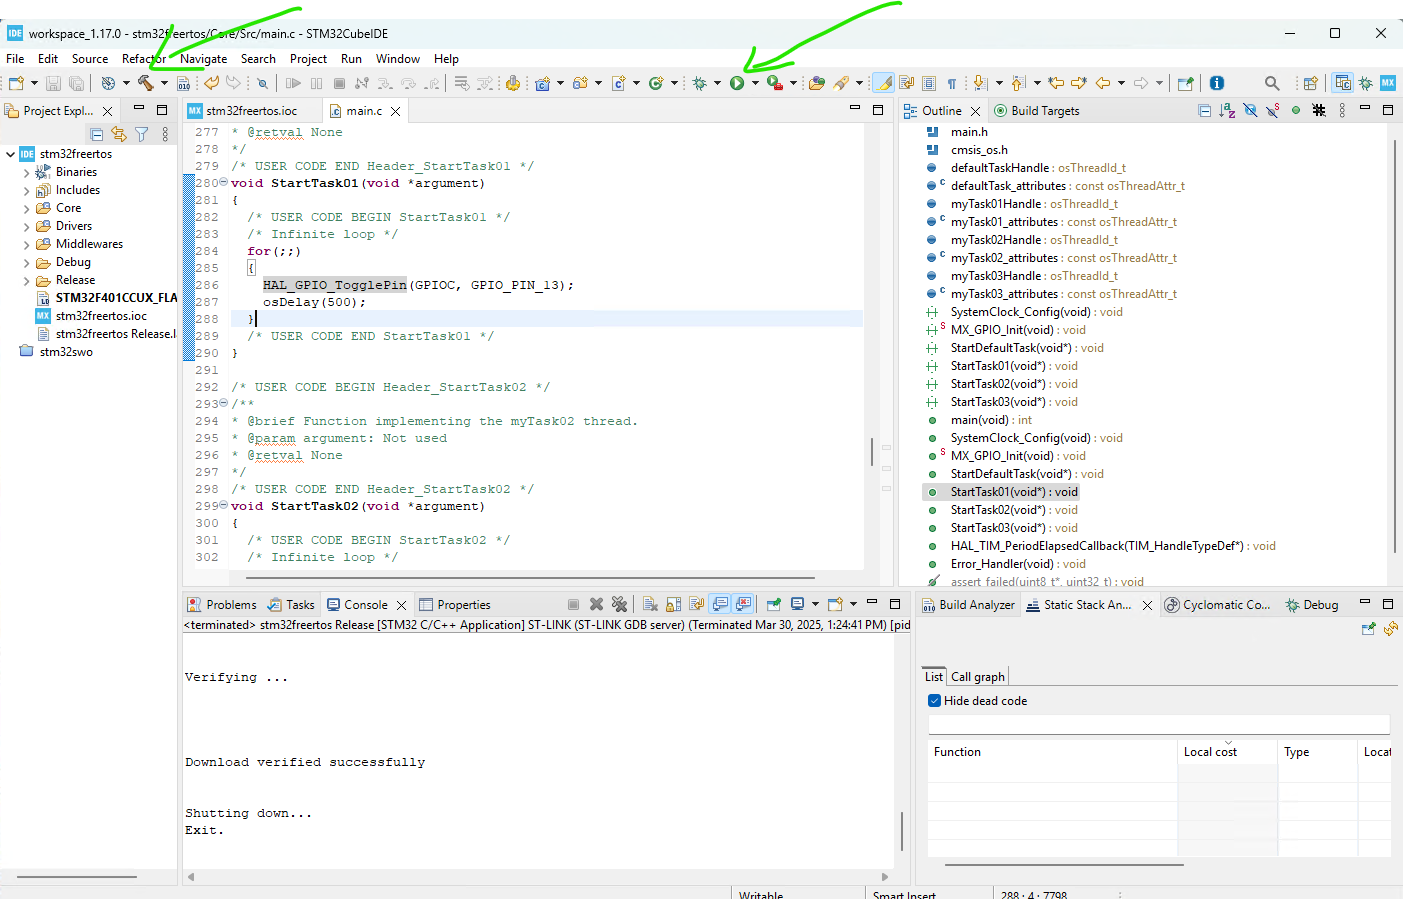 IDE workspace_1.17.0 - stm32freertos/Core/Src/main.c - STM32CubeIDE
File Edit Source Refactor Navigate Search Project Run Window Help
Project Expl...
stm32freertos
Binaries
Includes
Core
Drivers
Middlewares
Debug
Release
STM32F401CCUX_FLA
stm32freertos.ioc
stm32freertos Release.l
stm32swo
MX stm32freertos.ioc
main.c
277 * @retval None
278 */
279 /* USER CODE END Header_StartTask01 */
280 void StartTask01(void *argument)
281 {
282 /* USER CODE BEGIN StartTask01 */
283 /* Infinite loop */
284 for(;;)
285 {
286 HAL_GPIO_TogglePin(GPIOC, GPIO_PIN_13);
287 osDelay(500);
288 }
289 /* USER CODE END StartTask01 */
290 }
291
292 /* USER CODE BEGIN Header_StartTask02 */
293 /**
294 * @brief Function implementing the myTask02 thread.
295 * @param argument: Not used
296 * @retval None
297 */
298 /* USER CODE END Header_StartTask02 */
299 void StartTask02(void *argument)
300 {
301 /* USER CODE BEGIN StartTask02 */
302 /* Infinite loop */
Outline
Build Targets
main.h
cmsis_os.h
defaultTaskHandle : osThreadId_t
defaultTask_attributes : const osThreadAttr_t
myTask01Handle : osThreadId_t
myTask01_attributes : const osThreadAttr_t
myTask02Handle : osThreadId_t
myTask02_attributes : const osThreadAttr_t
myTask03Handle : osThreadId_t
myTask03_attributes : const osThreadAttr_t
SystemClock_Config(void) : void
MX_GPIO_Init(void) : void
StartDefaultTask(void*) : void
StartTask01(void*) : void
StartTask02(void*) : void
StartTask03(void*) : void
main(void) : int
SystemClock_Config(void) : void
MX_GPIO_Init(void) : void
StartDefaultTask(void*) : void
StartTask01(void*) : void
StartTask02(void*) : void
StartTask03(void*) : void
HAL_TIM_PeriodElapsedCallback(TIM_HandleTypeDef*) : void
Error_Handler(void) : void
assert_failed(uint8_t*, uint32_t) : void
Problems Tasks Console Properties
<terminated> stm32freertos Release [STM32 C/C++ Application] ST-LINK (ST-LINK GDB server) (Terminated Mar 30, 2025, 1:24:41 PM) [pid
Verifying ...
Download verified successfully
Shutting down...
Exit.
Build Analyzer Static Stack An... Cyclomatic Co... Debug
List Call graph
Hide dead code
Function Local cost Type Locat
Writable Smart Insert 288 : 4 : 7798